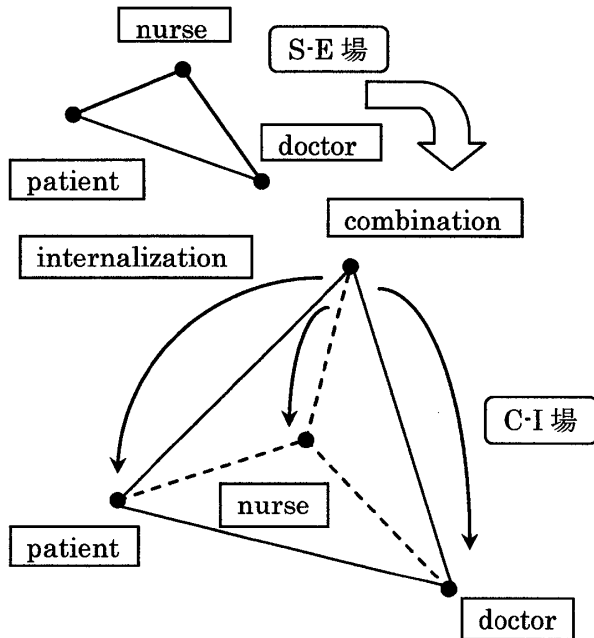 nurse
S-E 場
doctor
patient
combination
internalization
C-I 場
nurse
patient
doctor